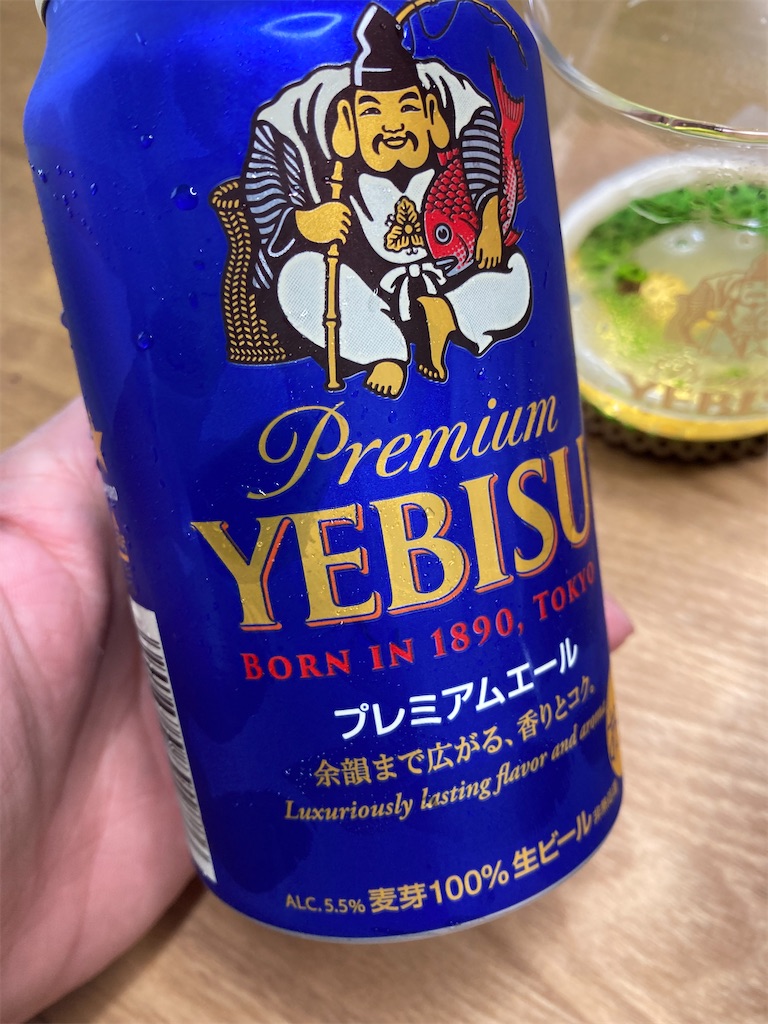 Premium
YEBISU
BORN IN 1890, TOKYO
プレミアムエール
余韻まで広がる、香りとコク。
Luxuriously lasting flavor and aroma
ALC.5.5% 麦芽100% 生ビール
YEBIS